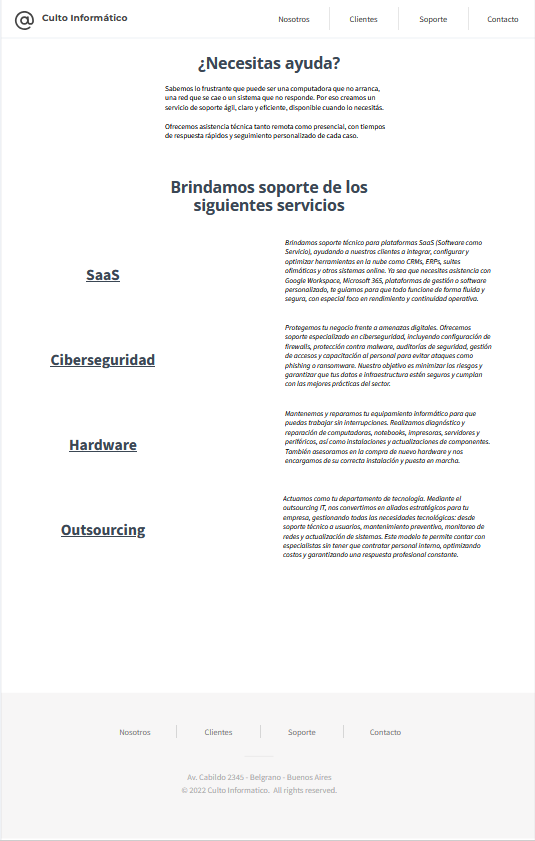 @ Culto Informático
Nosotros
Clientes
Soporte
Contacto
¿Necesitas ayuda?
Sabemos lo frustrante que puede ser una computadora que no arranca,
una red que se cae o un sistema que no responde. Por eso creamos un
servicio de soporte ágil, claro y eficiente, disponible cuando lo necesitás.
Ofrecemos asistencia técnica tanto remota como presencial, con tiempos
de respuesta rápidos y seguimiento personalizado de cada caso.
Brindamos soporte de los
siguientes servicios
SaaS
Brindamos soporte técnico para plataformas SaaS (Software como
Servicio), ayudando a nuestros clientes a integrar, configurar y
optimizar herramientas en la nube como CRMs, ERPs, suites
ofimáticas y otros sistemas online. Ya sea que necesites asistencia con
Google Workspace, Microsoft 365, plataformas de gestión o software
personalizado, te guiamos para que todo funcione de forma fluida y
segura, con especial foco en rendimiento y continuidad operativa.
Ciberseguridad
Protegemos tu negocio frente a amenazas digitales. Ofrecemos
soporte especializado en ciberseguridad, incluyendo configuración de
firewalls, protección contra malware, auditorías de seguridad, gestión
de accesos y capacitación al personal para evitar ataques como
phishing o ransomware. Nuestro objetivo es minimizar los riesgos y
garantizar que tus datos e infraestructura estén seguros y cumplan
con las mejores prácticas del sector.
Hardware
Mantenemos y reparamos tu equipamiento informático para que
puedas trabajar sin interrupciones. Realizamos diagnóstico y
reparación de computadoras, notebooks, impresoras, servidores y
periféricos, así como instalaciones y actualizaciones de componentes.
También asesoramos en la compra de nuevo hardware y nos
encargamos de su correcta instalación y puesta en marcha.
Outsourcing
Actuamos como tu departamento de tecnología. Mediante el
outsourcing IT, nos convertimos en aliados estratégicos para tu
empresa, gestionando todas las necesidades tecnológicas: desde
soporte técnico a usuarios, mantenimiento preventivo, monitoreo de
redes y actualización de sistemas. Este modelo te permite contar con
especialistas sin tener que contratar personal interno, optimizando
costos y garantizando una respuesta profesional constante.
Nosotros
Clientes
Soporte
Contacto
Av. Cabildo 2345 - Belgrano - Buenos Aires
© 2022 Culto Informatico. All rights reserved.